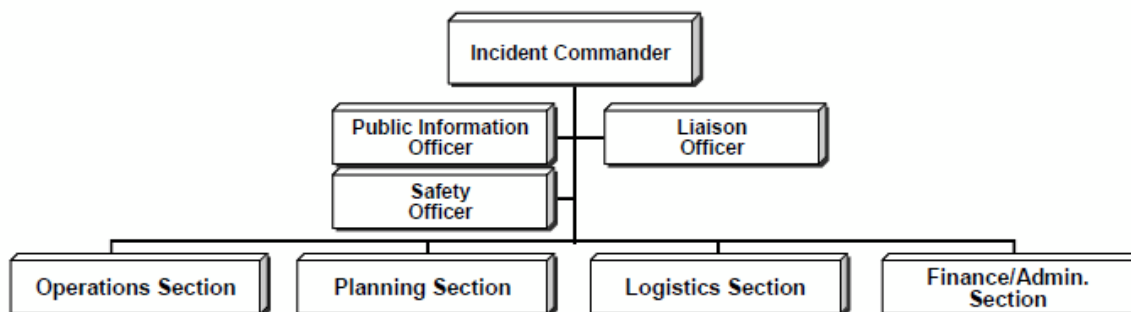 Incident Commander
Public Information
Officer
Liaison
Officer
Safety
Officer
Operations Section
Planning Section
Logistics Section
Finance/Admin.
Section